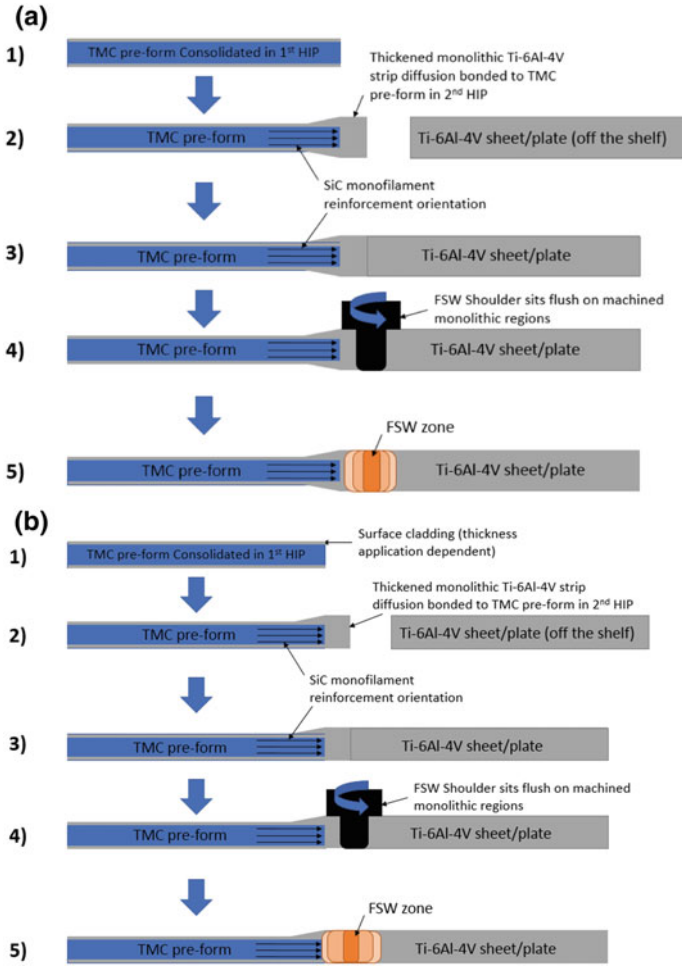 (a)
1)
TMC pre-form Consolidated in 1st HIP
Thickened monolithic Ti-6Al-4V
strip diffusion bonded to TMC
pre-form in 2nd HIP
2)
TMC pre-form
Ti-6Al-4V sheet/plate (off the shelf)
SiC monofilament
reinforcement orientation
3)
TMC pre-form
Ti-6Al-4V sheet/plate
FSW Shoulder sits flush on machined
monolithic regions
4)
TMC pre-form
Ti-6Al-4V sheet/plate
FSW zone
5)
TMC pre-form
Ti-6Al-4V sheet/plate
(b)
Surface cladding (thickness
application dependent)
1)
TMC pre-form Consolidated in 1st HIP
Thickened monolithic Ti-6Al-4V strip
diffusion bonded to TMC pre-form in 2nd HIP
2)
TMC pre-form
Ti-6Al-4V sheet/plate (off the shelf)
SiC monofilament
reinforcement orientation
3)
TMC pre-form
Ti-6Al-4V sheet/plate
FSW Shoulder sits flush on machined
monolithic regions
4)
TMC pre-form
Ti-6Al-4V sheet/plate
FSW zone
5)
TMC pre-form
Ti-6Al-4V sheet/plate